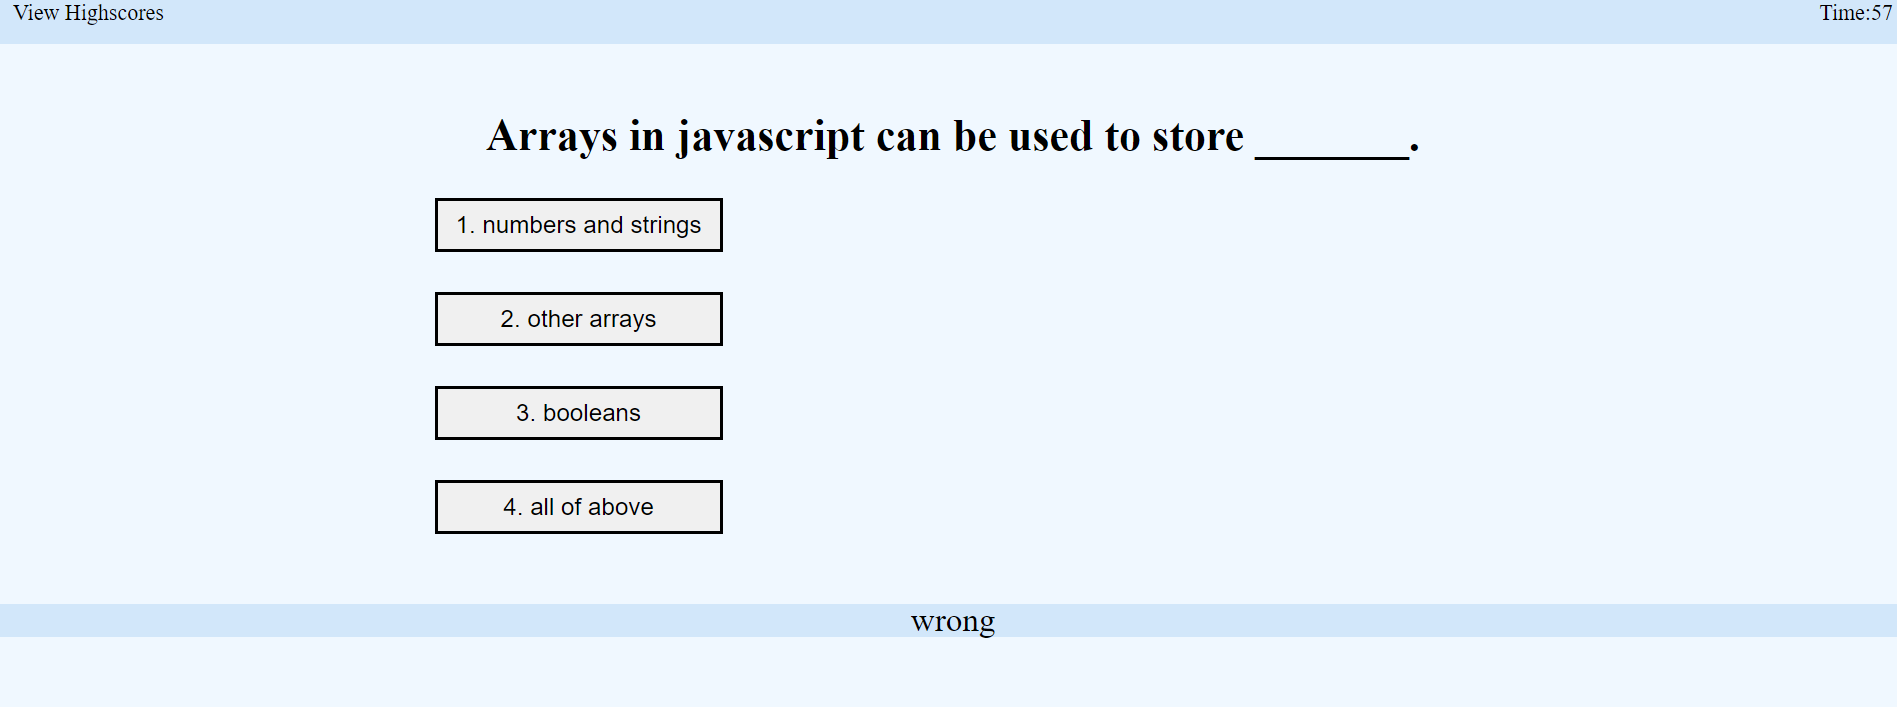 View Highscores
Time:57
Arrays in javascript can be used to store _______.
1. numbers and strings
2. other arrays
3. booleans
4. all of above
wrong